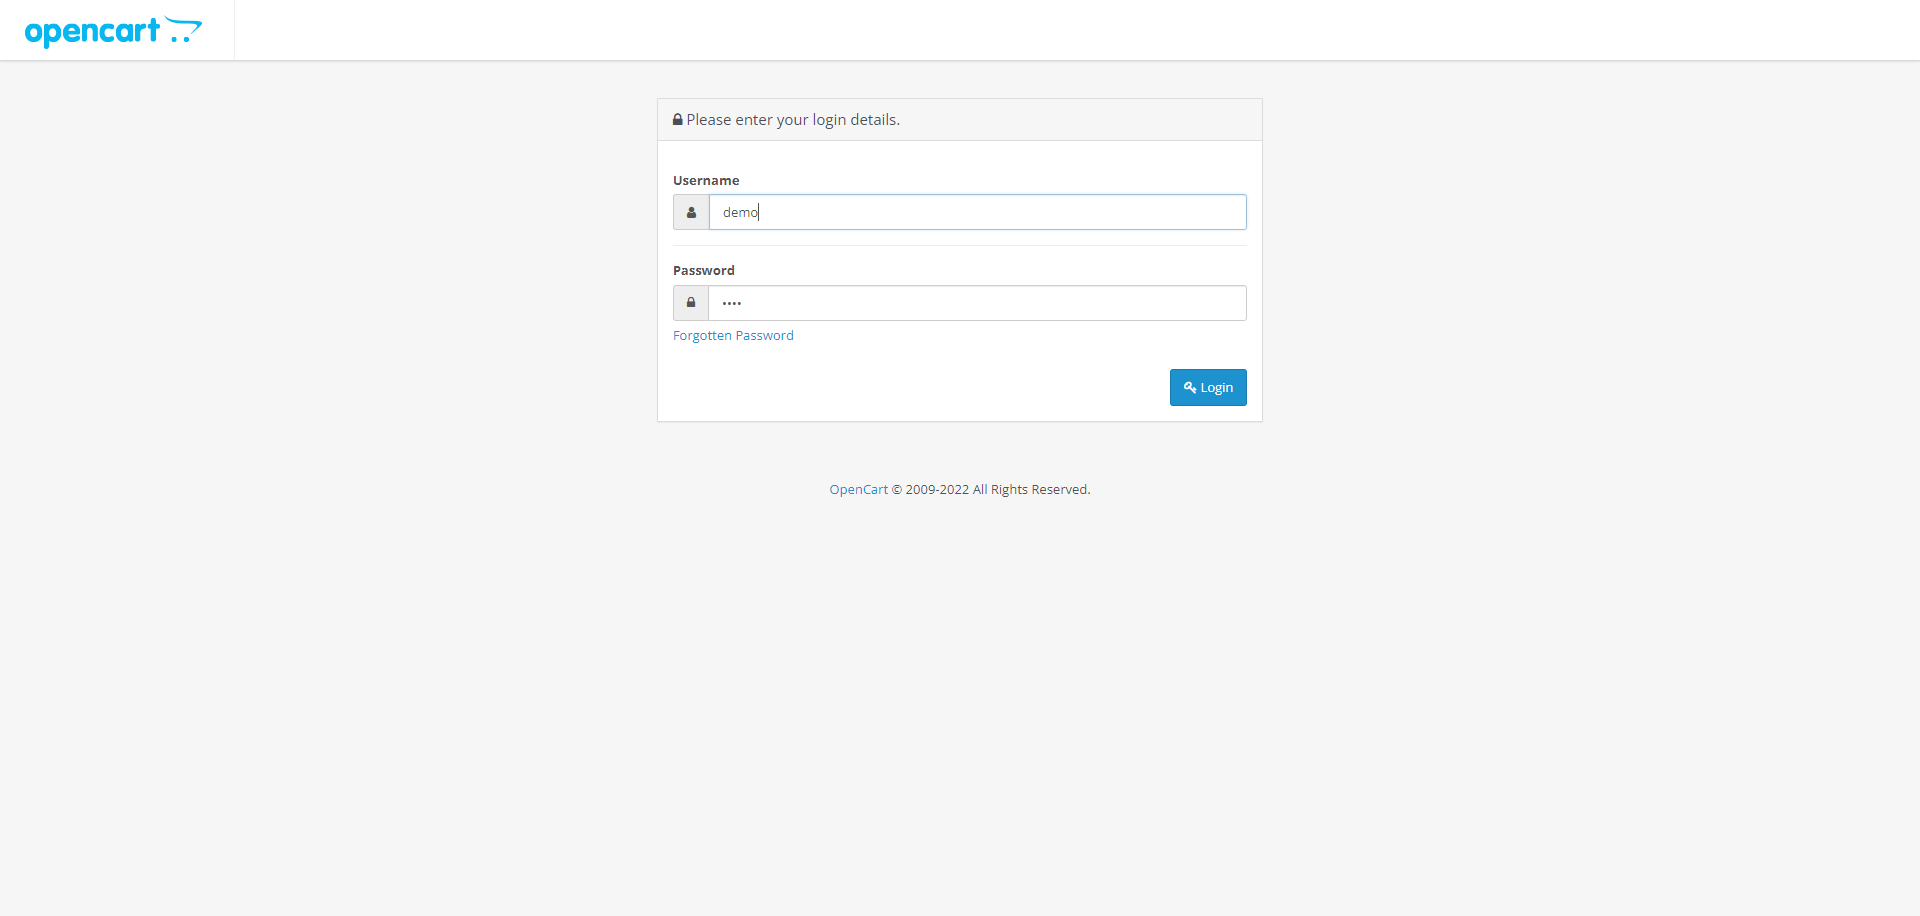 opencart
Please enter your login details.
Username
demo
Password
••••
Forgotten Password
Login
OpenCart © 2009-2022 All Rights Reserved.